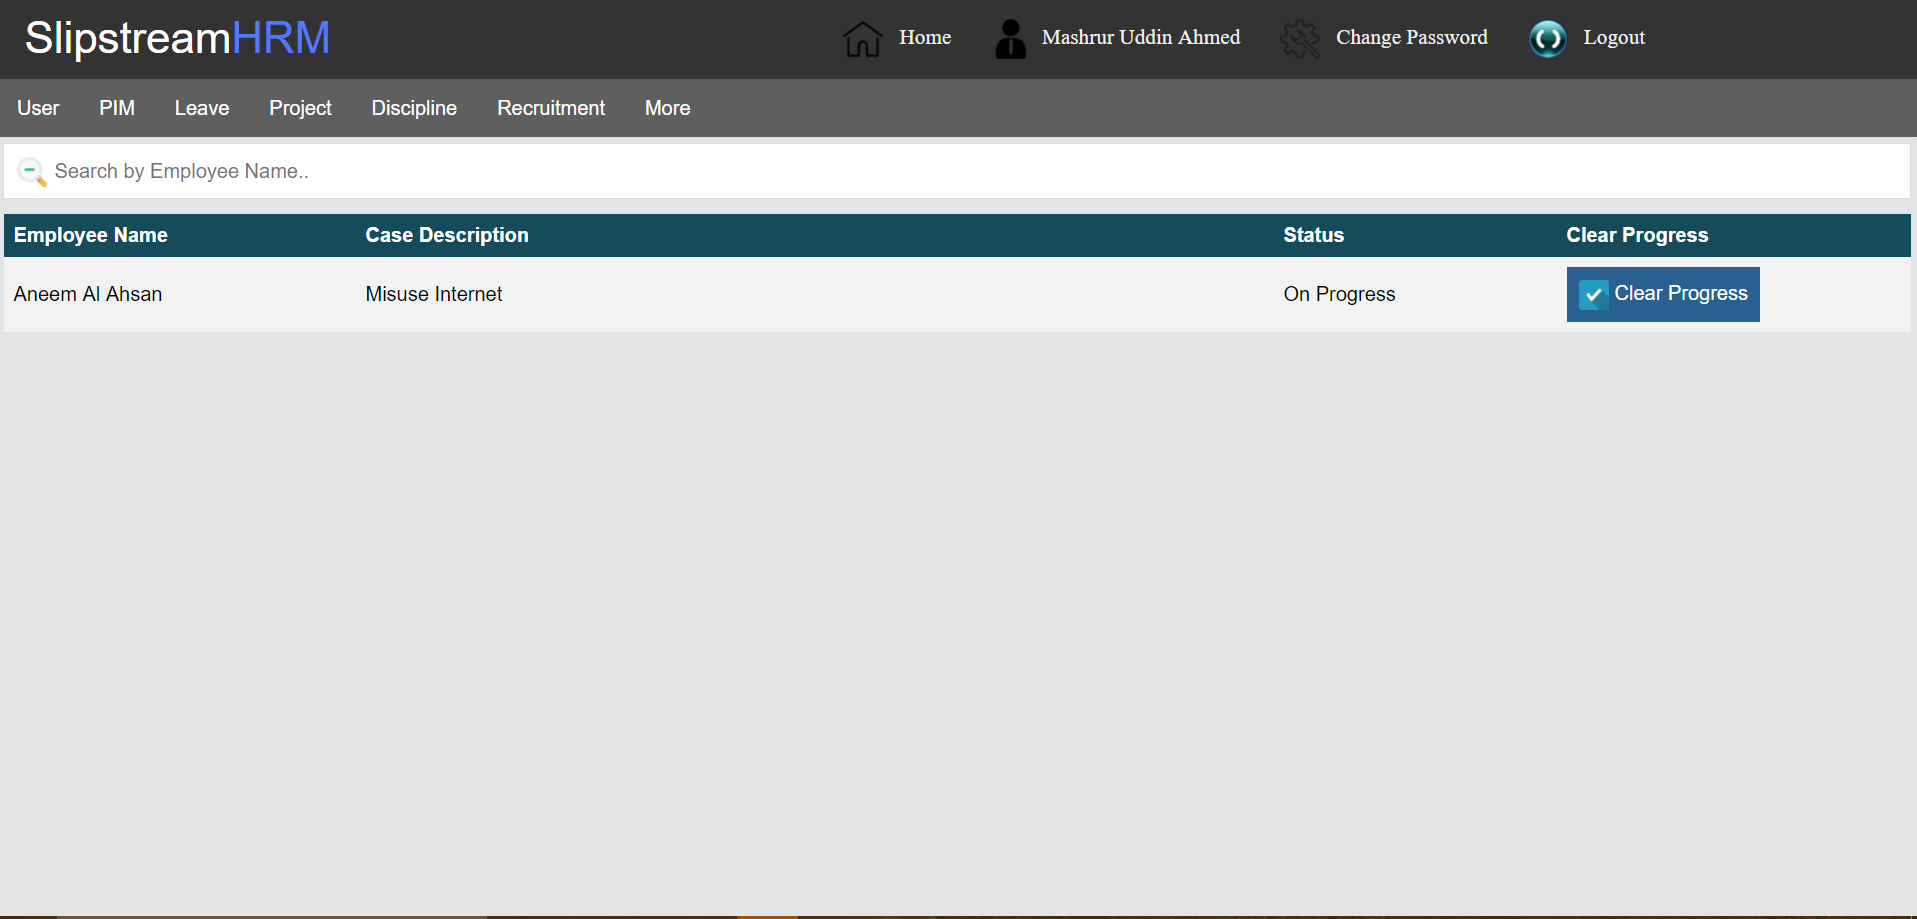 SlipstreamHRM Home Mashrur Uddin Ahmed Change Password Logout
User PIM Leave Project Discipline Recruitment More
Search by Employee Name..
Employee Name Case Description Status Clear Progress
Aneem Al Ahsan Misuse Internet On Progress Clear Progress